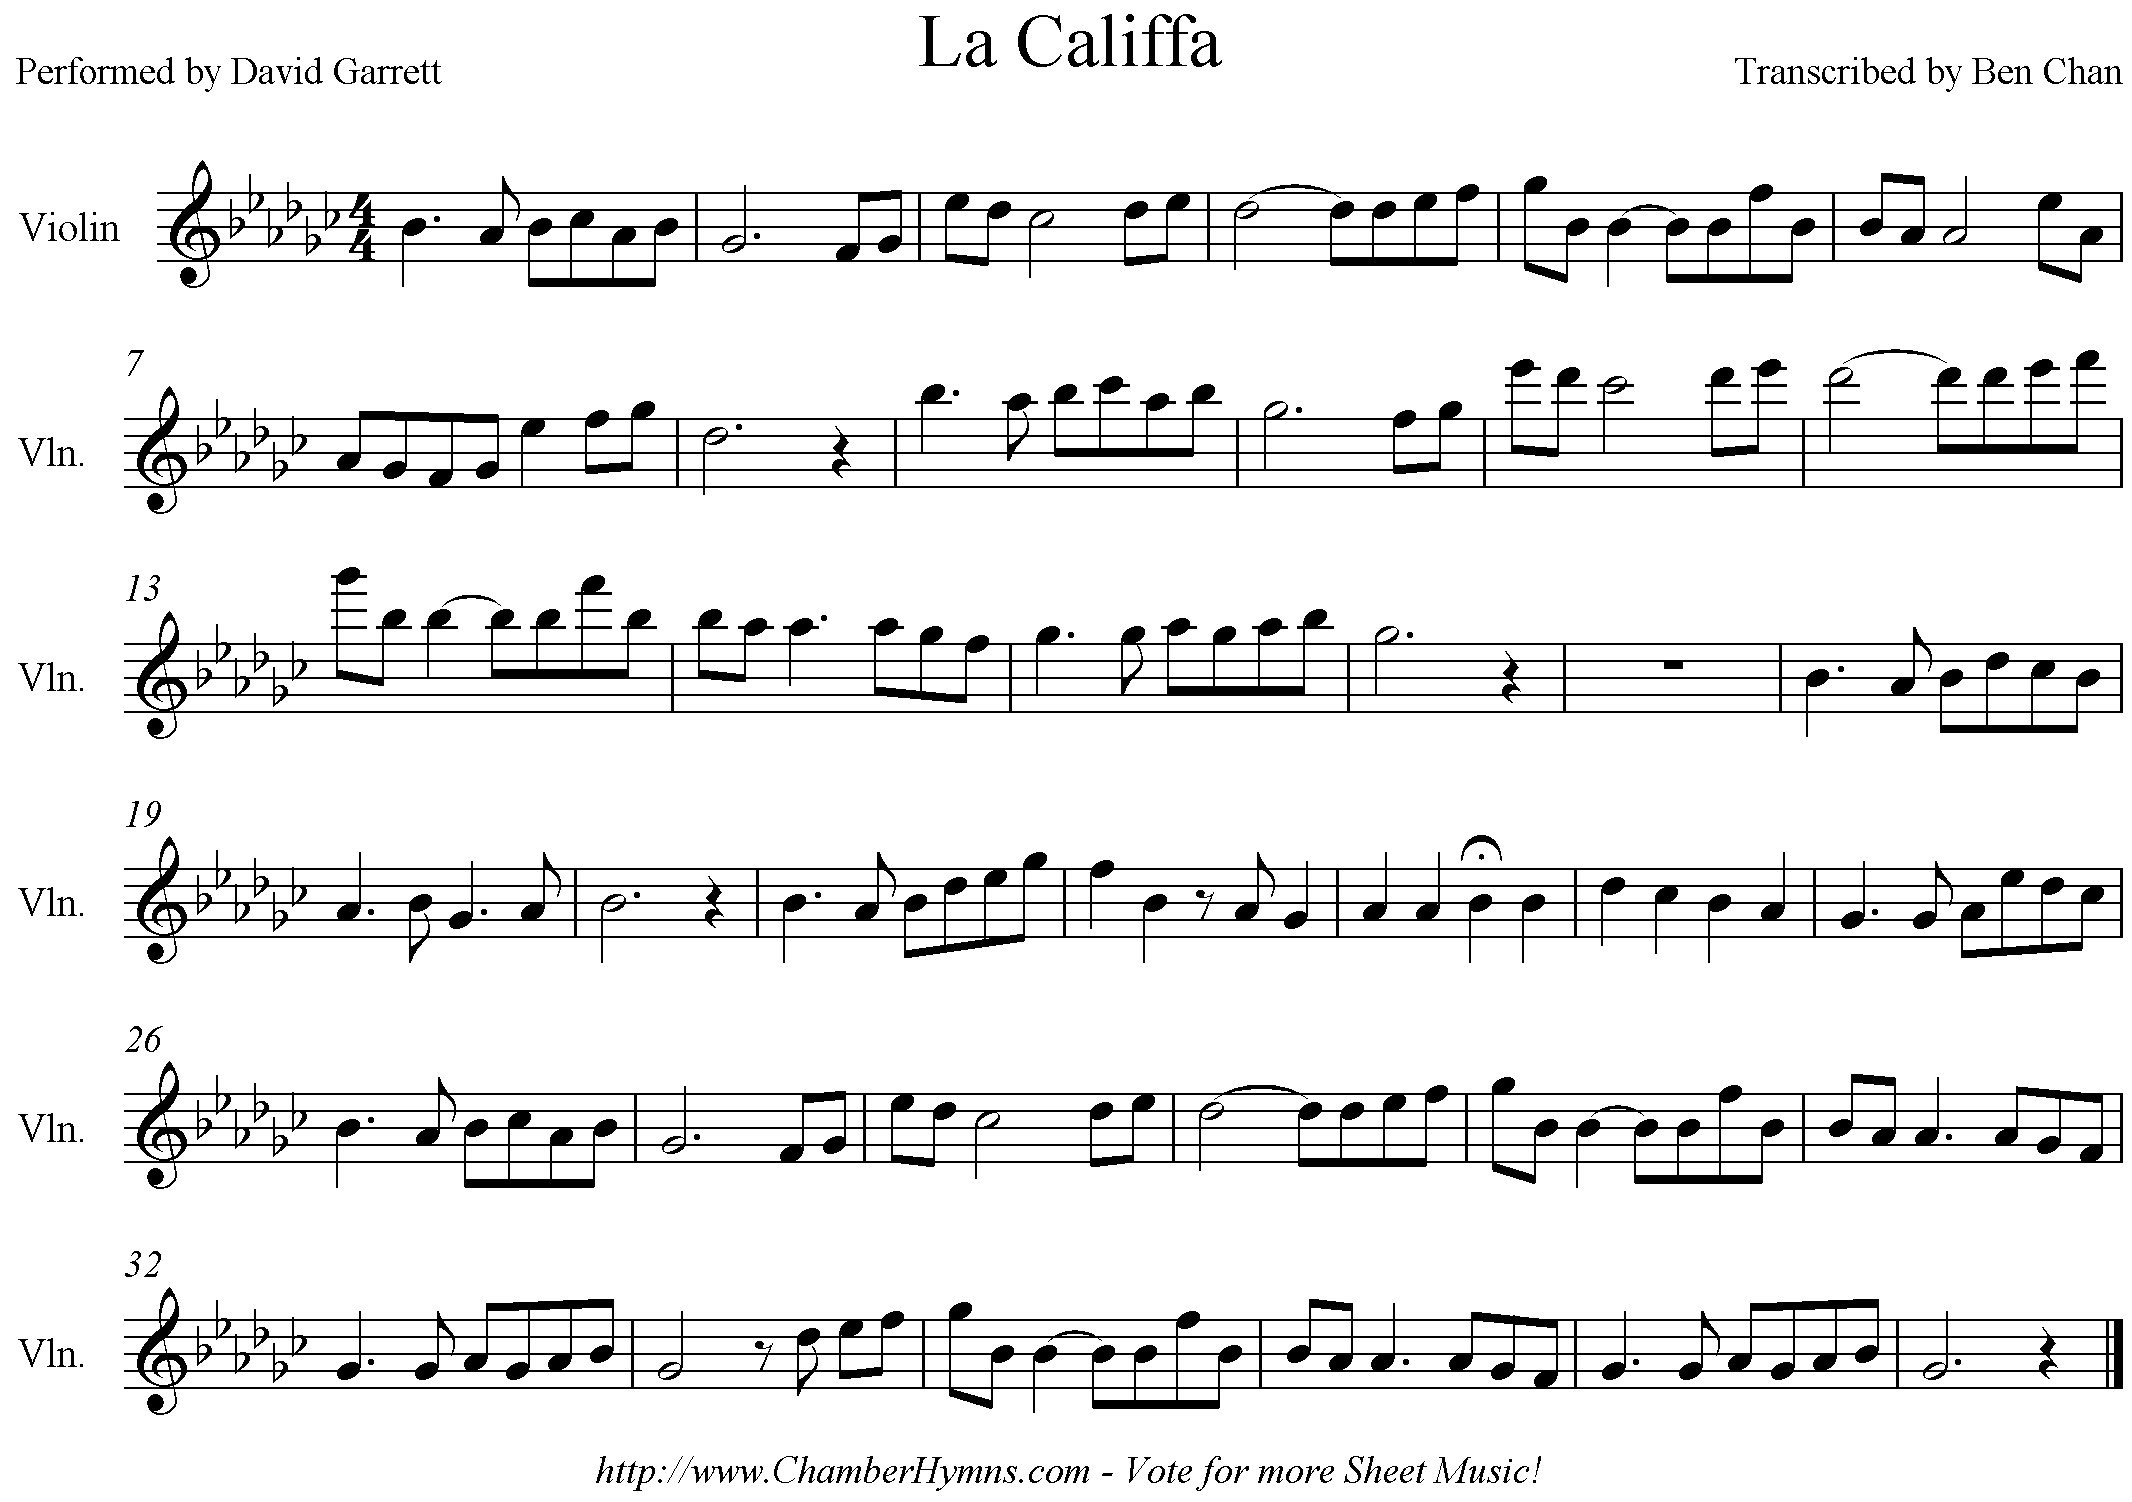 La Califfa
Performed by David Garrett
Transcribed by Ben Chan
Violin
4
4
7
Vln.
13
Vln.
19
Vln.
26
Vln.
32
Vln.
http://www.ChamberHymns.com - Vote for more Sheet Music!